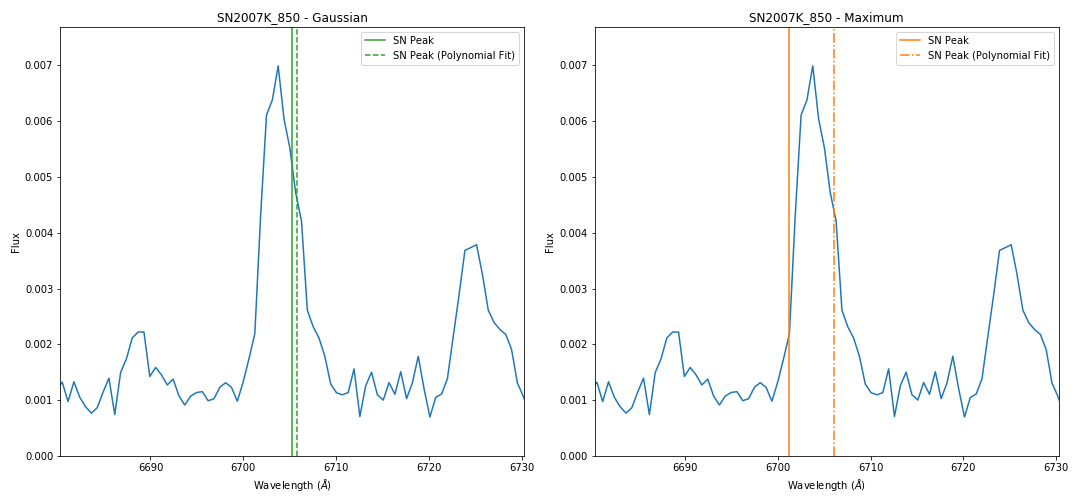 SN2007K_850 - Gaussian
SN Peak
SN Peak (Polynomial Fit)
0.007
0.006
0.005
0.004
0.003
0.002
0.001
0.000
Flux
6690
6700
6710
6720
6730
Wavelength (Å)
SN2007K_850 - Maximum
SN Peak
SN Peak (Polynomial Fit)
0.007
0.006
0.005
0.004
0.003
0.002
0.001
0.000
Flux
6690
6700
6710
6720
6730
Wavelength (Å)